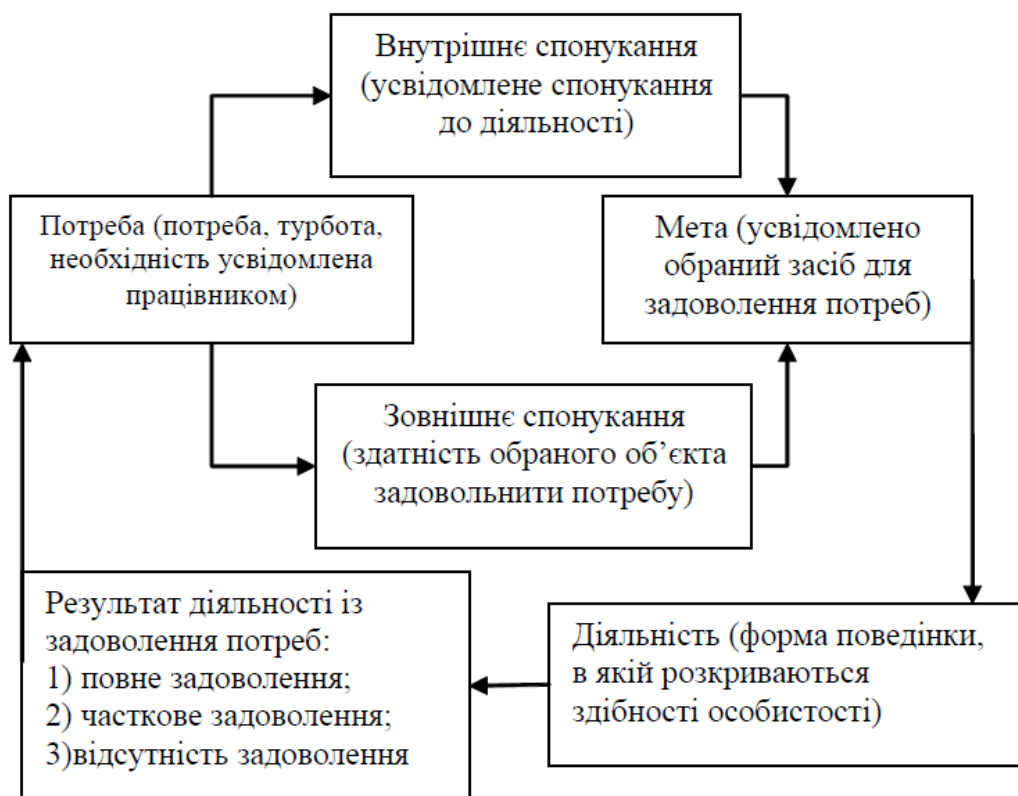 Внутрішнє спонукання
(усвідомлене спонукання
до діяльності)
Потреба (потреба, турбота,
необхідність усвідомлена
працівником)
Мета (усвідомлено
обраний засіб для
задоволення потреб)
Зовнішнє спонукання
(здатність обраного об’єкта
задовольнити потребу)
Результат діяльності із
задоволення потреб:
1) повне задоволення;
2) часткове задоволення;
3)відсутність задоволення
Діяльність (форма поведінки,
в якій розкриваються
здібності особистості)